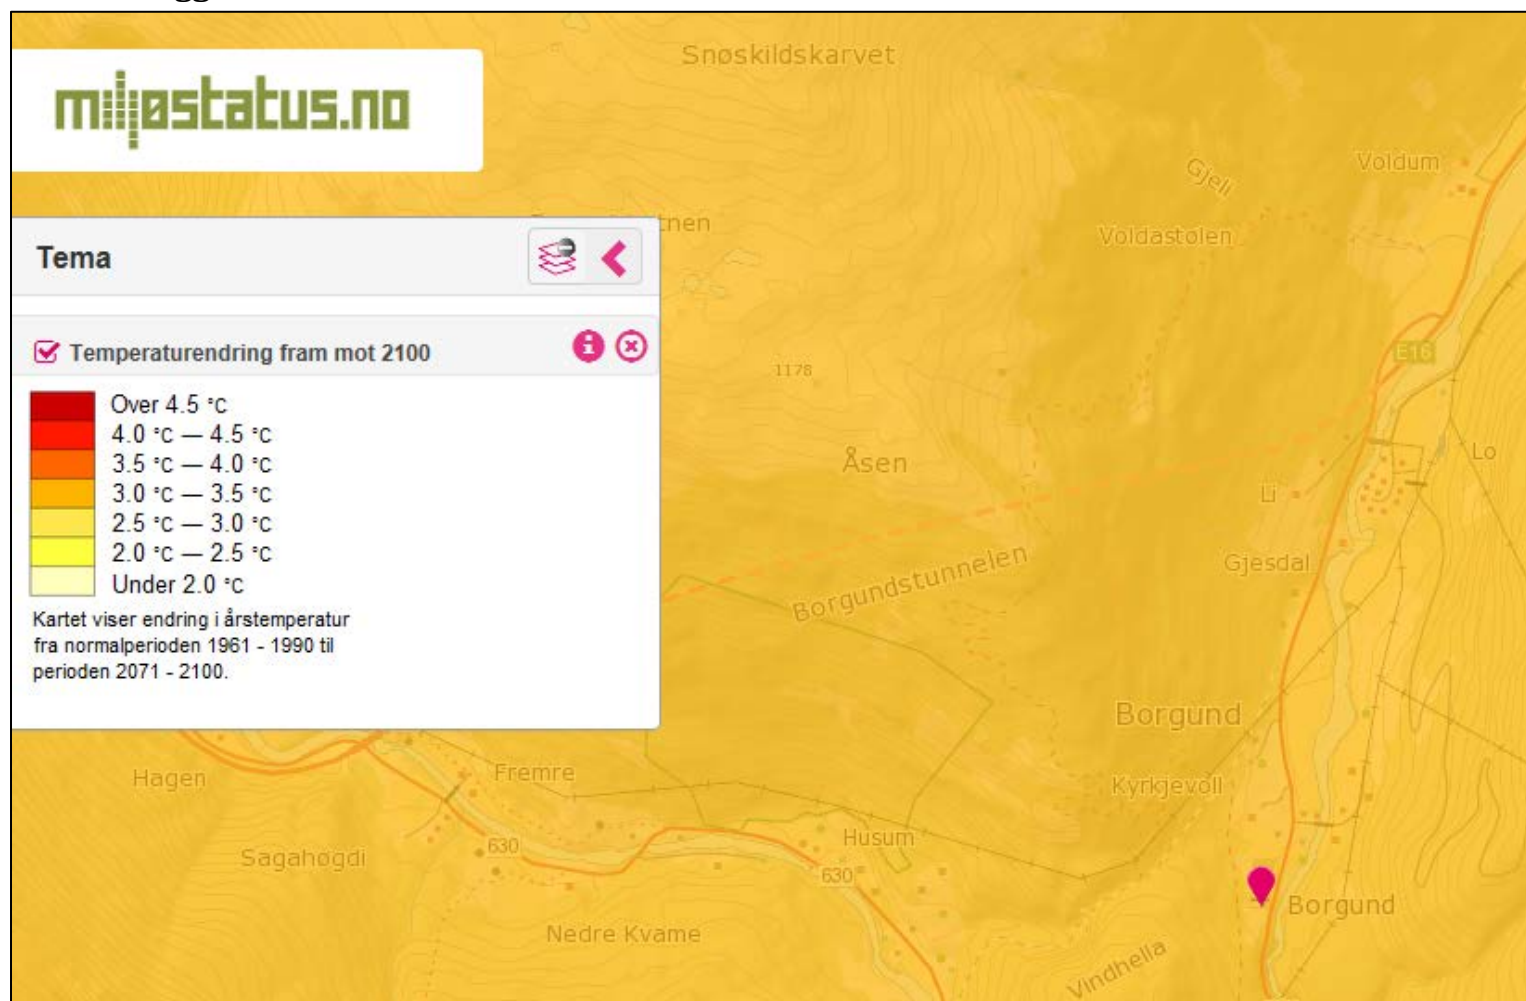 Snøskildskarvet
miljøstatus.no
Voldum
Gjeli
tnen
Voldastølen
Tema
Temperaturendring fram mot 2100
E16
1178
Over 4.5 °C
4.0 °C — 4.5 °C
3.5 °C — 4.0 °C
3.0 °C — 3.5 °C
2.5 °C — 3.0 °C
2.0 °C — 2.5 °C
Under 2.0 °C
Kartet viser endring i årstemperatur
fra normalperioden 1961 - 1990 til
perioden 2071 - 2100.
Åsen
Lo
Li
Gjesdal
Borgundstunnelen
Borgund
Hagen
Fremre
Kyrkjevoll
Husum
630
Sagahøgdi
630
Borgund
Nedre Kvame
Vindhella